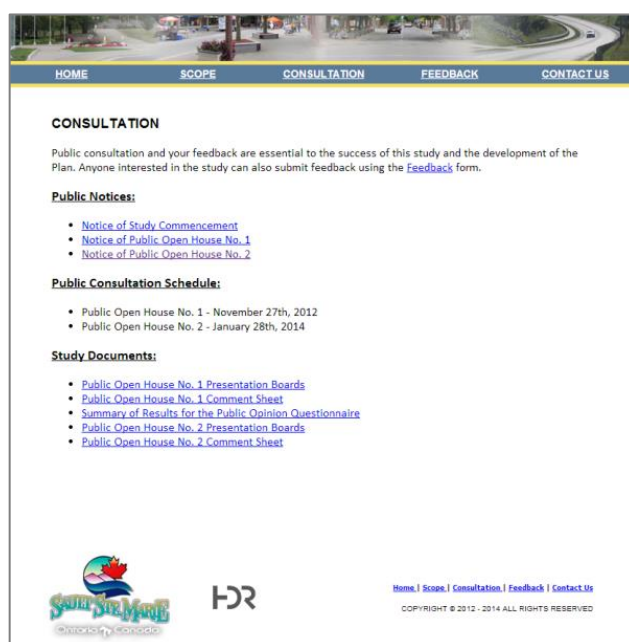 HOME SCOPE CONSULTATION FEEDBACK CONTACT US
CONSULTATION
Public consultation and your feedback are essential to the success of this study and the development of the
Plan. Anyone interested in the study can also submit feedback using the Feedback form.
Public Notices:
• Notice of Study Commencement
• Notice of Public Open House No. 1
• Notice of Public Open House No. 2
Public Consultation Schedule:
• Public Open House No. 1 - November 27th, 2012
• Public Open House No. 2 - January 28th, 2014
Study Documents:
• Public Open House No. 1 Presentation Boards
• Public Open House No. 1 Comment Sheet
• Summary of Results for the Public Opinion Questionnaire
• Public Open House No. 2 Presentation Boards
• Public Open House No. 2 Comment Sheet
SAULT STE. MARIE
Ontario Canada
HDR
Home | Scope | Consultation | Feedback | Contact Us
COPYRIGHT © 2012 - 2014 ALL RIGHTS RESERVED